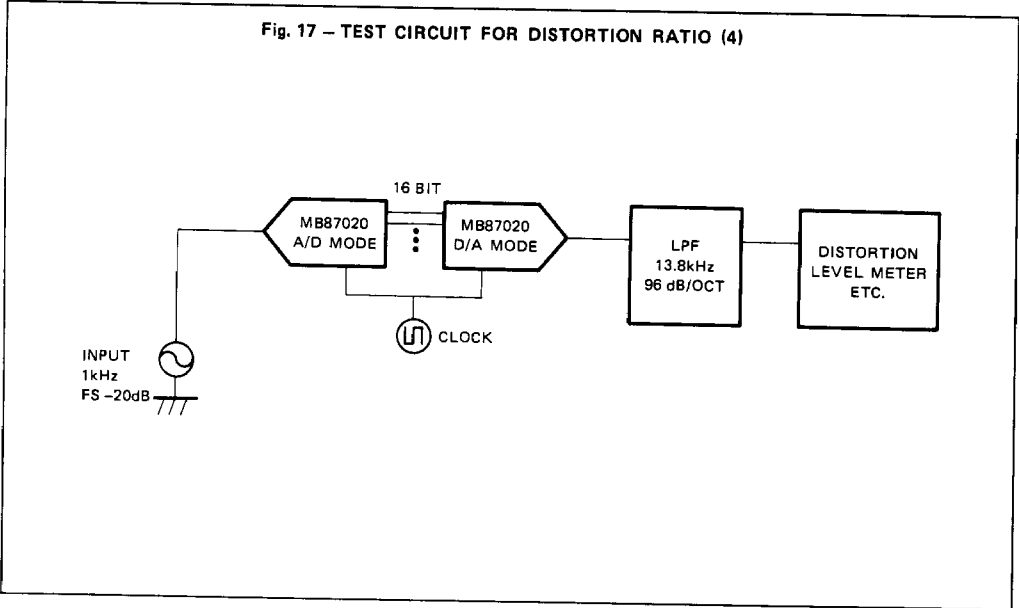 Fig. 17 – TEST CIRCUIT FOR DISTORTION RATIO (4)
16 BIT
MB87020
A/D MODE
MB87020
D/A MODE
LPF
13.8kHz
96 dB/OCT
DISTORTION
LEVEL METER
ETC.
CLOCK
INPUT
1kHz
FS –20dB